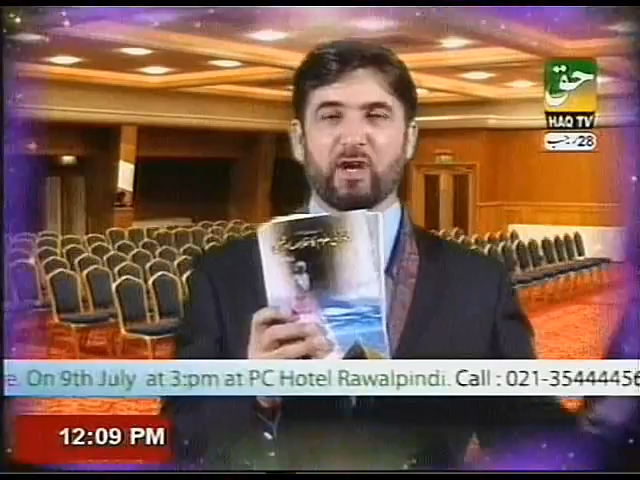 حق
HAQ TV
28 رجب
e. On 9th July at 3:pm at PC Hotel Rawalpindi. Call : 021-35444456
12:09 PM